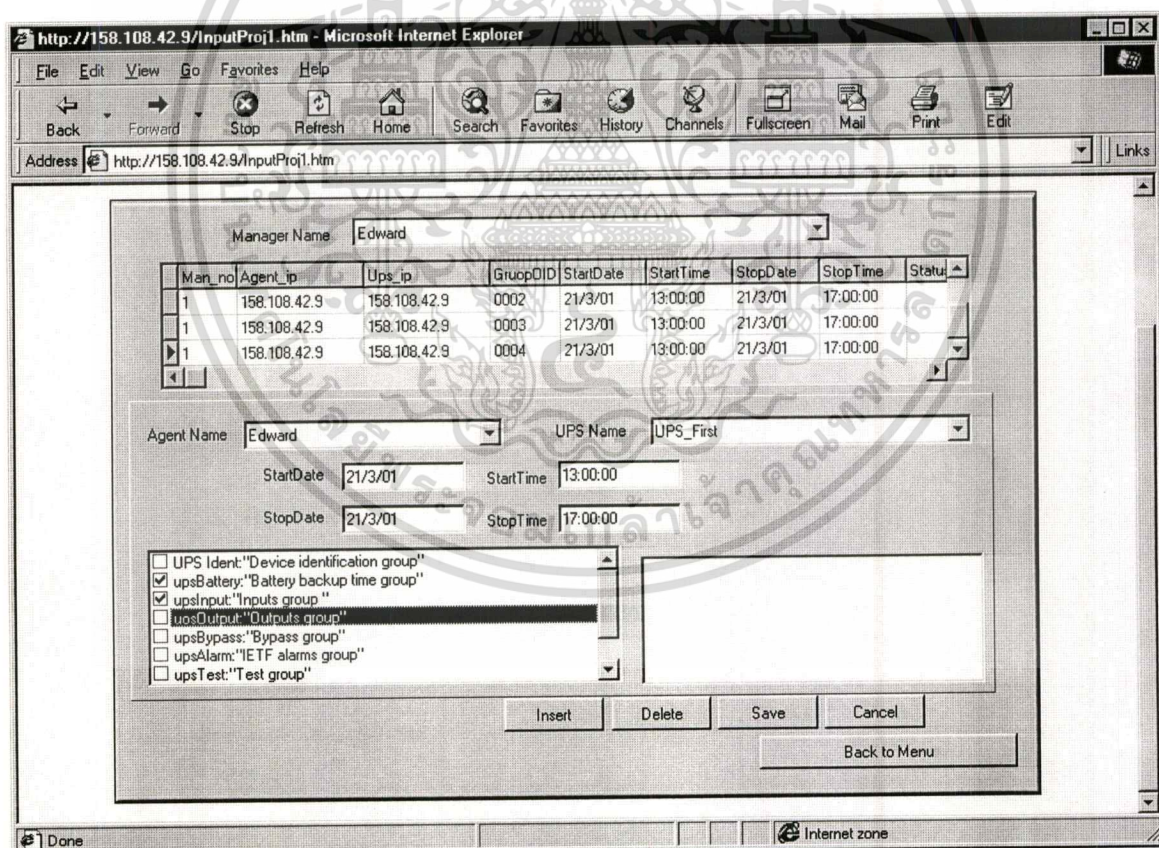 http://158.108.42.9/InputProj1.htm - Microsoft Internet Explorer
File Edit View Go Favorites Help
Back Forward Stop Refresh Home Search Favorites History Channels Fullscreen Mail Print Edit
Address http://158.108.42.9/InputProj1.htm Links
Manager Name Edward
Man_no Agent_ip Ups_ip GruopOID StartDate StartTime StopDate StopTime Statu
1 158.108.42.9 158.108.42.9 0002 21/3/01 13:00:00 21/3/01 17:00:00
1 158.108.42.9 158.108.42.9 0003 21/3/01 13:00:00 21/3/01 17:00:00
1 158.108.42.9 158.108.42.9 0004 21/3/01 13:00:00 21/3/01 17:00:00
Agent Name Edward UPS Name UPS_First
StartDate 21/3/01 StartTime 13:00:00
StopDate 21/3/01 StopTime 17:00:00
UPS Ident:"Device identification group"
upsBattery:"Battery backup time group"
upsInput:"Inputs group "
upsOutput:"Outputs group"
upsBypass:"Bypass group"
upsAlarm:"IETF alarms group"
upsTest:"Test group"
Insert Delete Save Cancel
Back to Menu
Done Internet zone